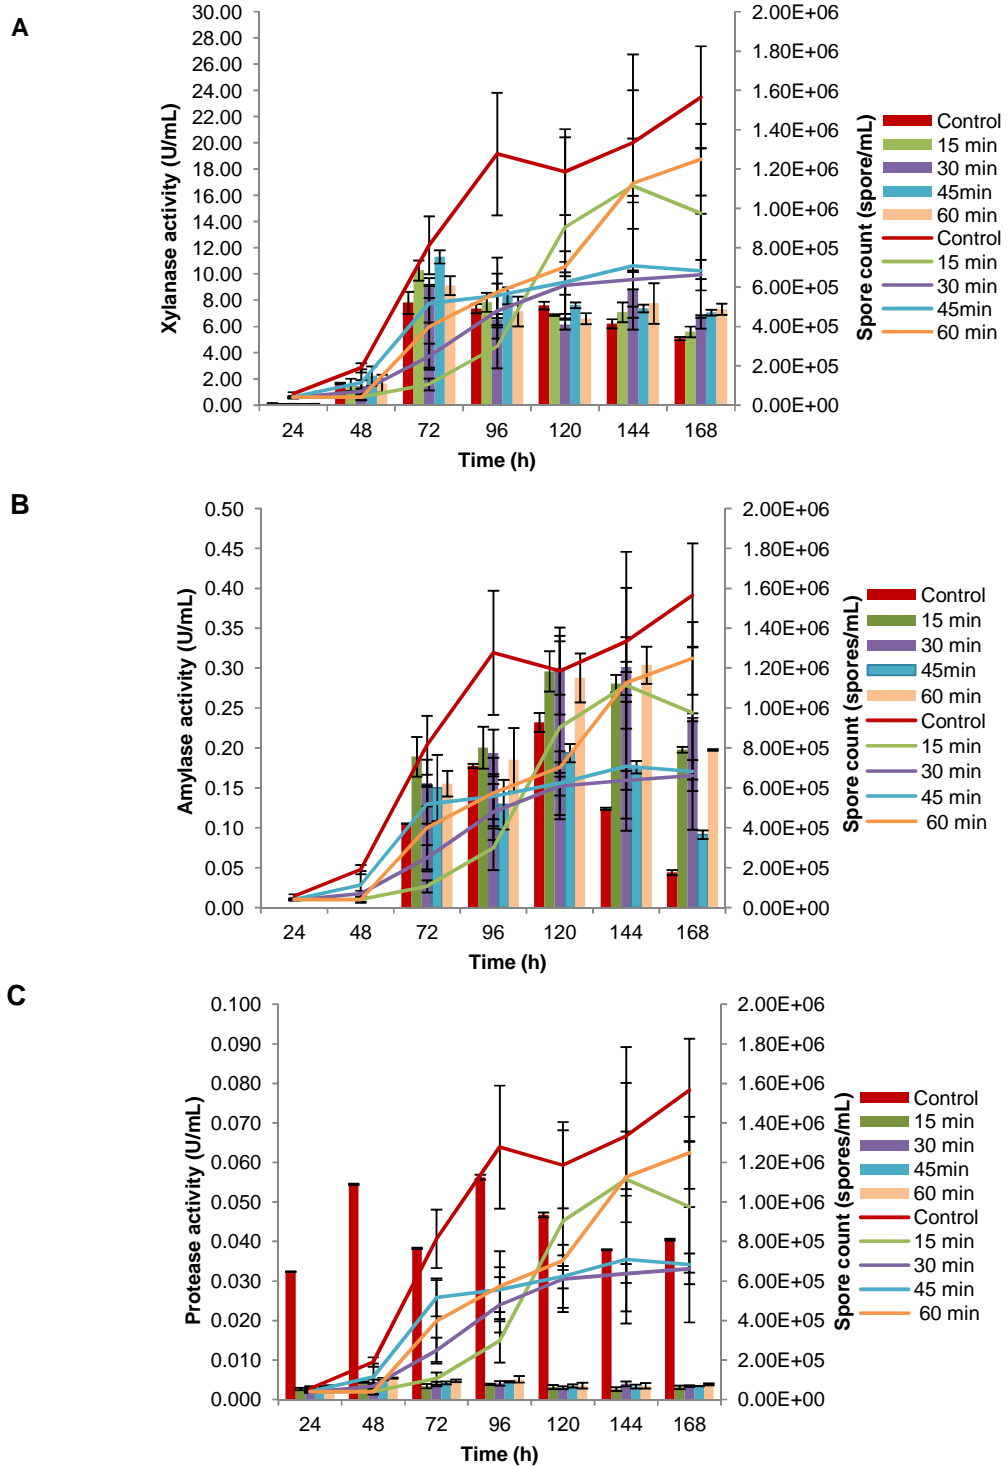 A
30.00
28.00
26.00
24.00
22.00
20.00
18.00
16.00
14.00
12.00
10.00
8.00
6.00
4.00
2.00
0.00
Xylanase activity (U/mL)
24 48 72 96 120 144 168
Time (h)
2.00E+06
1.80E+06
1.60E+06
1.40E+06
1.20E+06
1.00E+06
8.00E+05
6.00E+05
4.00E+05
2.00E+05
0.00E+00
Spore count (spore/mL)
Control
15 min
30 min
45min
60 min
Control
15 min
30 min
45min
60 min
B
0.50
0.45
0.40
0.35
0.30
0.25
0.20
0.15
0.10
0.05
0.00
Amylase activity (U/mL)
24 48 72 96 120 144 168
Time (h)
2.00E+06
1.80E+06
1.60E+06
1.40E+06
1.20E+06
1.00E+06
8.00E+05
6.00E+05
4.00E+05
2.00E+05
0.00E+00
Spore count (spores/mL)
Control
15 min
30 min
45min
60 min
Control
15 min
30 min
45 min
60 min
C
0.100
0.090
0.080
0.070
0.060
0.050
0.040
0.030
0.020
0.010
0.000
Protease activity (U/mL)
24 48 72 96 120 144 168
Time (h)
2.00E+06
1.80E+06
1.60E+06
1.40E+06
1.20E+06
1.00E+06
8.00E+05
6.00E+05
4.00E+05
2.00E+05
0.00E+00
Spore count (spores/mL)
Control
15 min
30 min
45min
60 min
Control
15 min
30 min
45 min
60 min